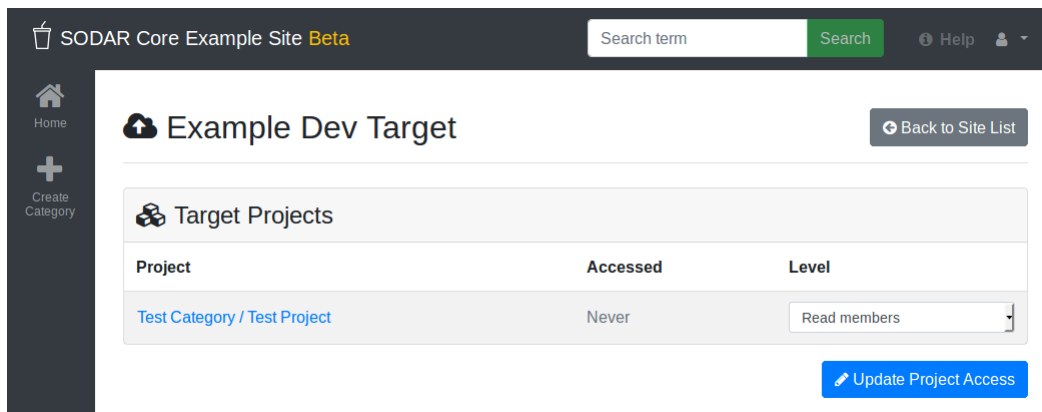 SODAR Core Example Site Beta
Search term
Search
Help
Home
Create
Category
Example Dev Target
Back to Site List
Target Projects
Project Accessed Level
Test Category / Test Project Never Read members
Update Project Access